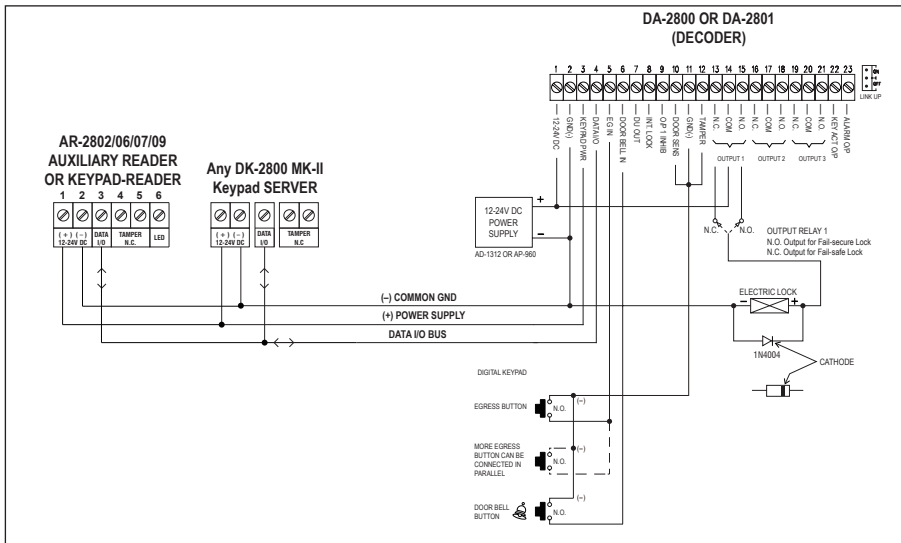 DA-2800 OR DA-2801
(DECODER)
1 2 3 4 5 6 7 8 9 10 11 12 13 14 15 16 17 18 19 20 21 22 23
ON
OFF
LINK UP
12-24V DC
GND(-)
KEYPAD PWR
DATA I/O
EG IN
DOOR BELL IN
DU OUT
INT. LOCK
O/P 1 INHIB
DOOR SENS
GND(-)
TAMPER
N.C.
COM
N.O.
N.C.
COM
N.O.
N.C.
COM
N.O.
KEY ACT O/P
ALARM O/P
OUTPUT 1
OUTPUT 2
OUTPUT 3
AR-2802/06/07/09
AUXILIARY READER
OR KEYPAD-READER
1 2 3 4 5 6
( + ) ( – )
12-24V DC
DATA
I/O
TAMPER
N.C.
LED
Any DK-2800 MK-II
Keypad SERVER
( + ) ( – )
12-24V DC
DATA
I/O
TAMPER
N.C
12-24V DC
POWER
SUPPLY
+
–
AD-1312 OR AP-960
N.C.
N.O.
OUTPUT RELAY 1
N.O. Output for Fail-secure Lock
N.C. Output for Fail-safe Lock
(–) COMMON GND
(+) POWER SUPPLY
DATA I/O BUS
ELECTRIC LOCK
– +
1N4004
CATHODE
DIGITAL KEYPAD
EGRESS BUTTON
N.O.
(–)
MORE EGRESS
BUTTON CAN BE
CONNECTED IN
PARALLEL
N.O.
(–)
DOOR BELL
BUTTON
N.O.
(–)